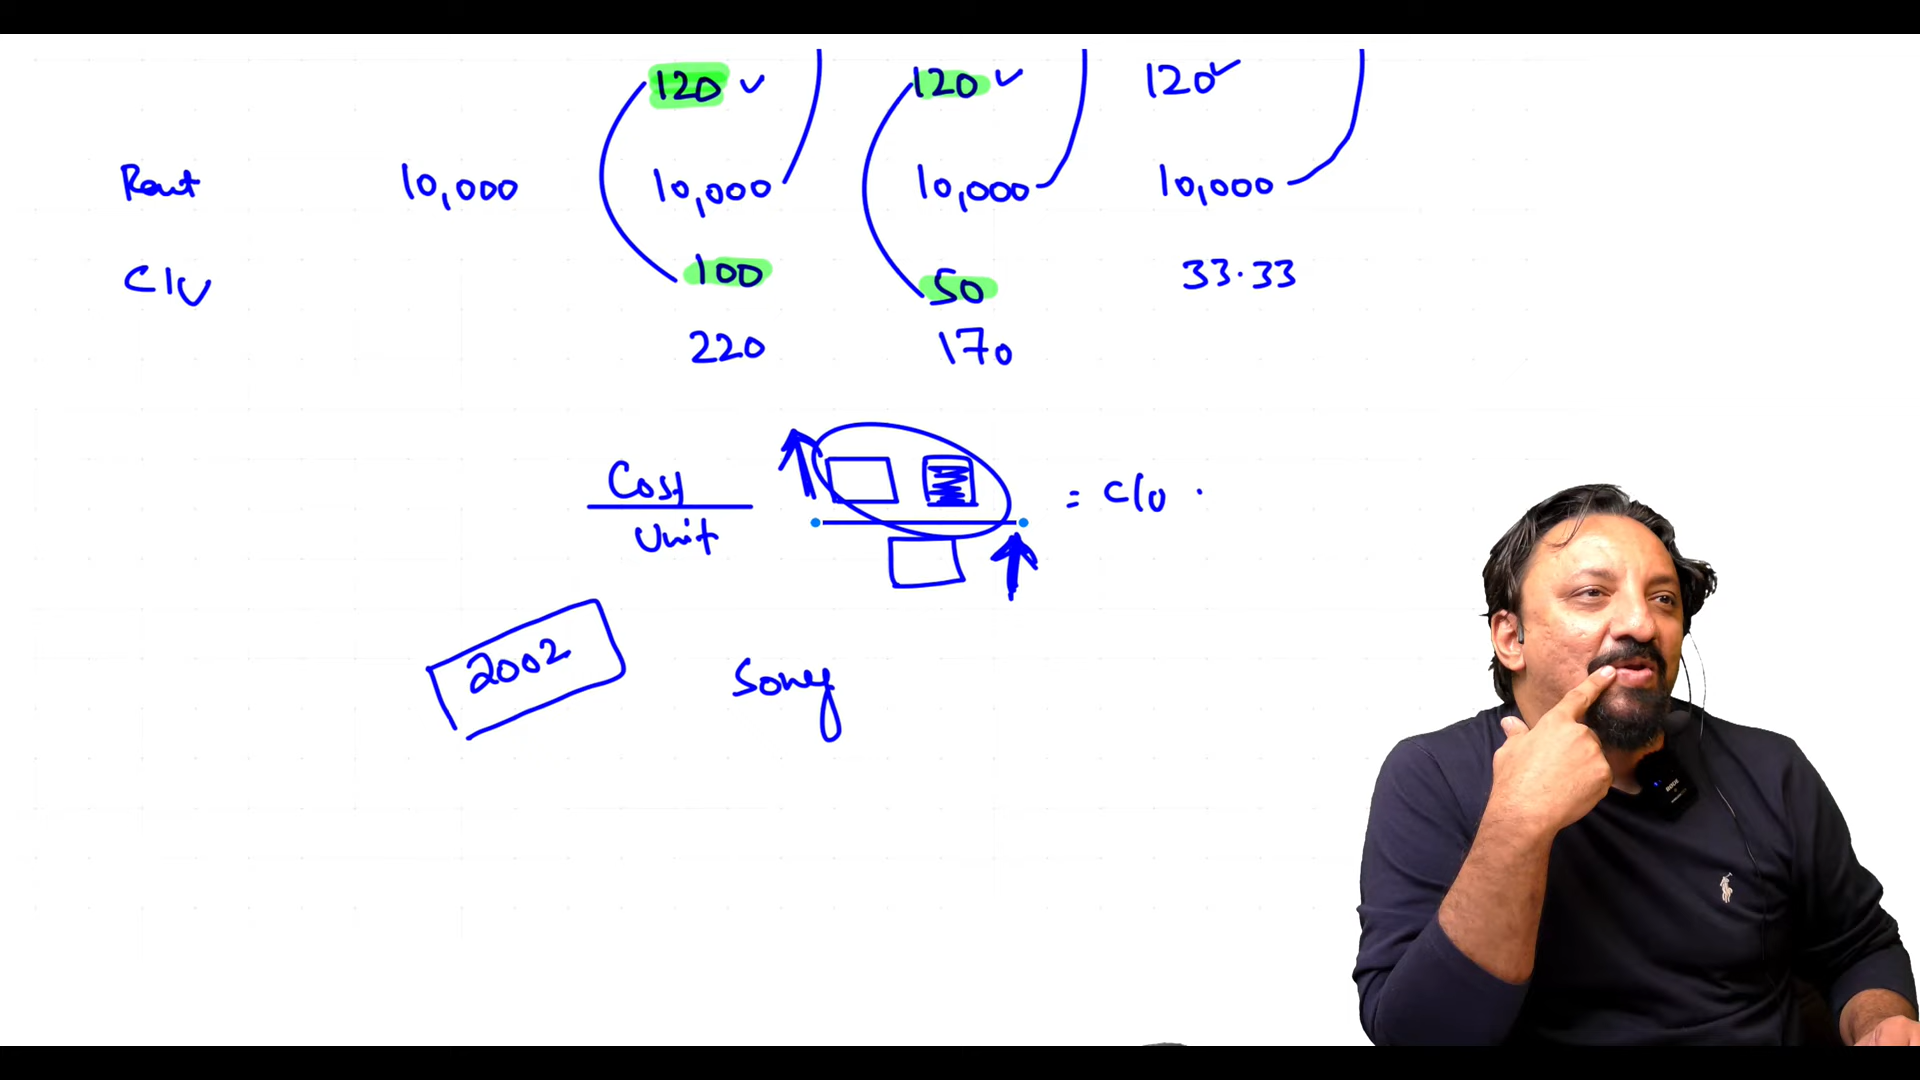 120 120 120
Rent 10,000 10,000 10,000 10,000
C/U 100 50 33.33
220 170
Cost
Unit
= C/U
2002 Sony